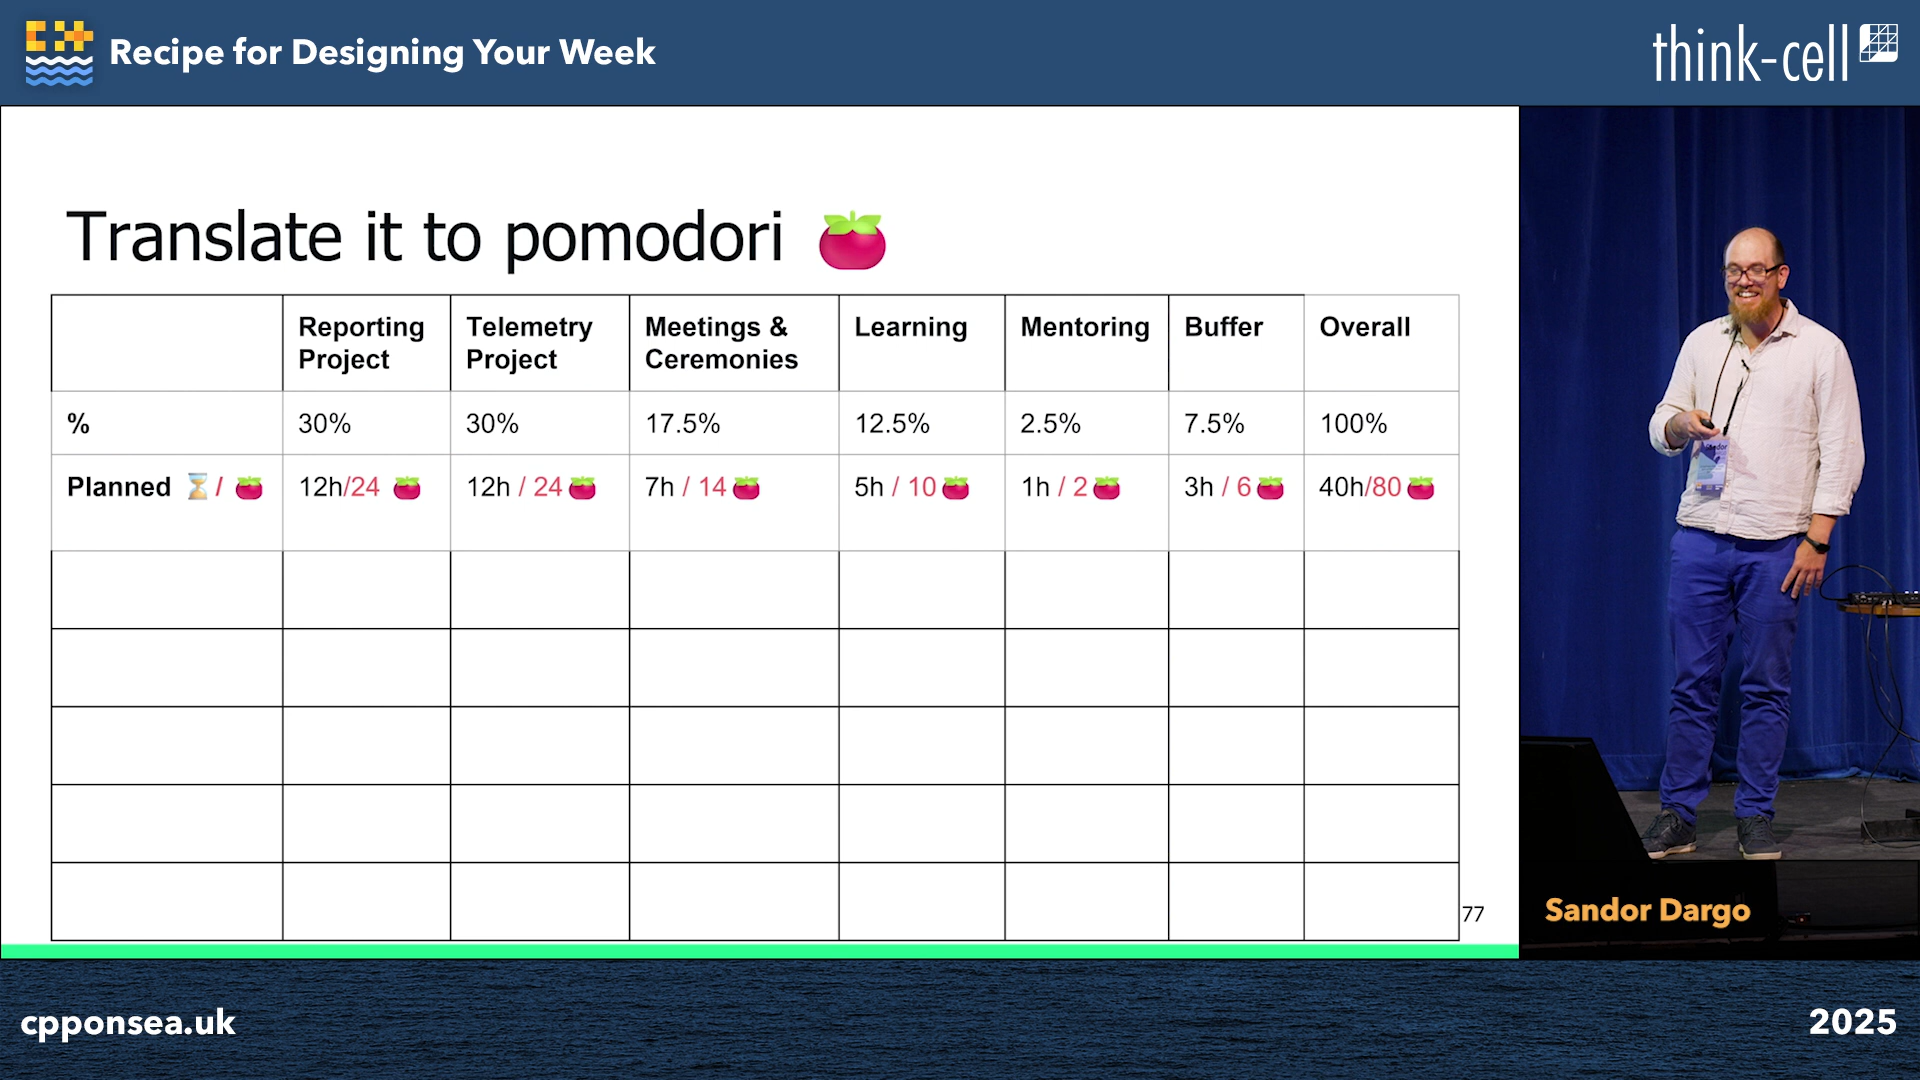 Recipe for Designing Your Week
think-cell
Translate it to pomodori 🍅
Reporting Project
Telemetry Project
Meetings & Ceremonies
Learning
Mentoring
Buffer
Overall
%
30%
30%
17.5%
12.5%
2.5%
7.5%
100%
Planned ⏳/ 🍅
12h/24 🍅
12h / 24 🍅
7h / 14 🍅
5h / 10 🍅
1h / 2 🍅
3h / 6 🍅
40h/80 🍅
77
Sandor Dargo
cpponsea.uk
2025